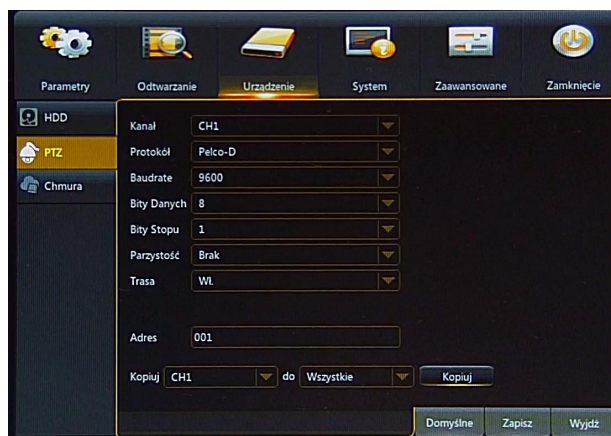 Parametry Odtwarzanie Urządzenie System Zaawansowane Zamknięcie
HDD
PTZ
Chmura
Kanał CH1
Protokół Pelco-D
Baudrate 9600
Bity Danych 8
Bity Stopu 1
Parzystość Brak
Trasa Wł.
Adres 001
Kopiuj CH1 do Wszystkie Kopiuj
Domyślne Zapisz Wyjdź